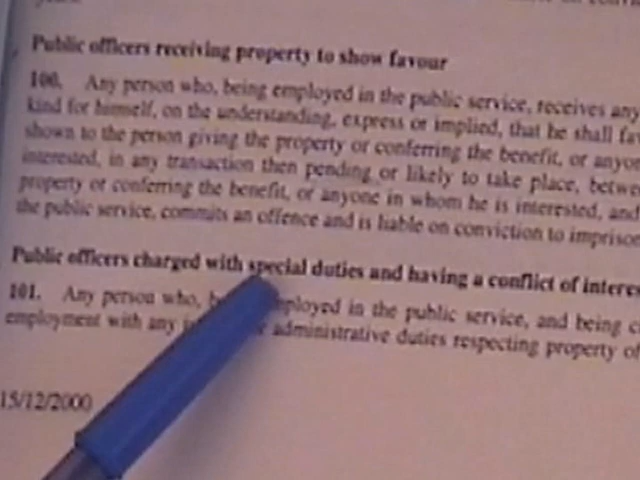 Public officers receiving property to show favour
100. Any person who, being employed in the public service, receives any
kind for himself, on the understanding, express or implied, that he shall fa
shown to the person giving the property or conferring the benefit, or anyo
interested, in any transaction then pending or likely to take place, betwe
property or conferring the benefit, or anyone in whom he is interested, and
the public service, commits an offence and is liable on conviction to impriso
Public officers charged with special duties and having a conflict of interes
101. Any person who, b employed in the public service, and being c
employment with any administrative duties respecting property of
15/12/2000